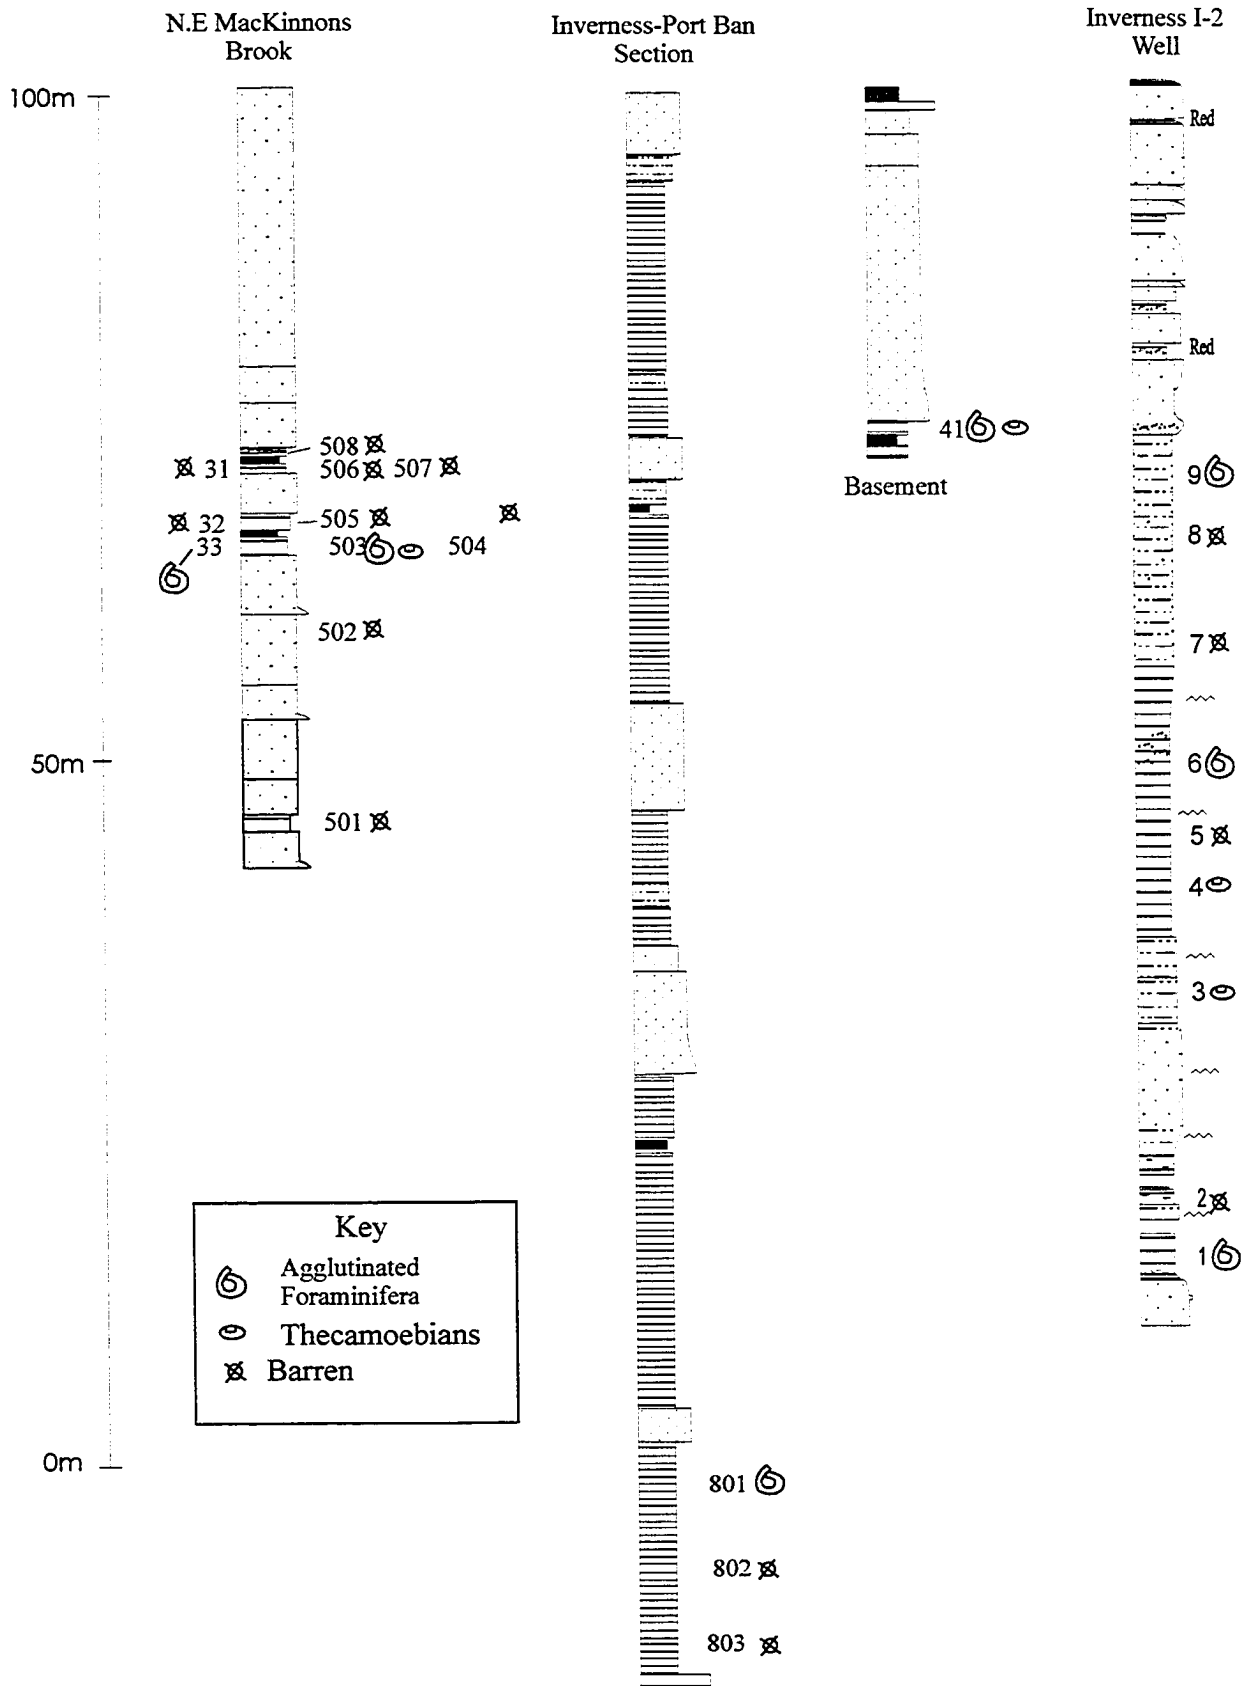 N.E MacKinnons
Brook
Inverness-Port Ban
Section
Inverness I-2
Well
100m
Red
Red
508
31
506
507
41
9
32
505
8
33
503
504
Basement
502
7
50m
6
501
5
4
3
2
1
Key
Agglutinated
Foraminifera
Thecamoebians
Barren
0m
801
802
803